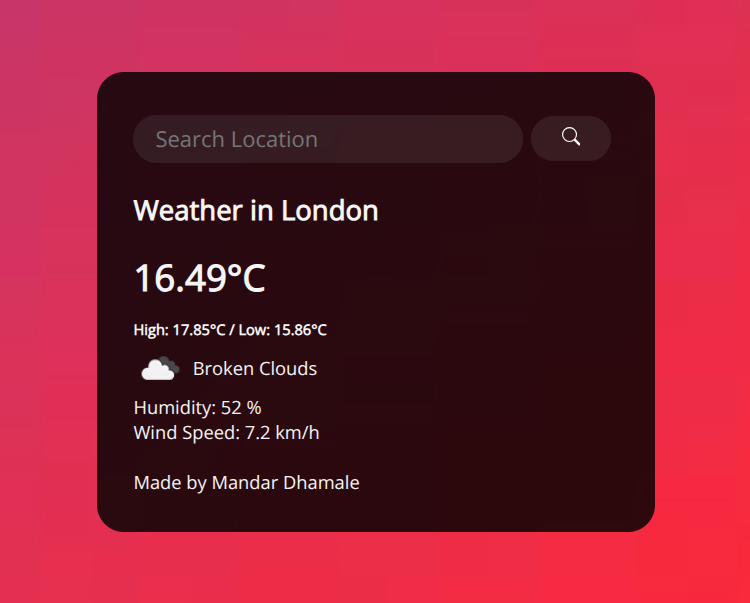 Search Location
Weather in London
16.49°C
High: 17.85°C / Low: 15.86°C
Broken Clouds
Humidity: 52 %
Wind Speed: 7.2 km/h
Made by Mandar Dhamale